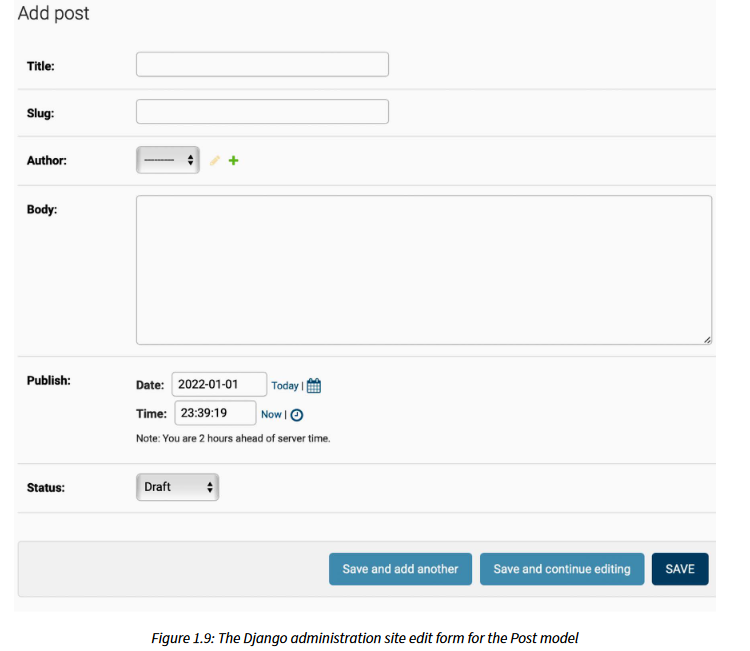 Add post
Title:
Slug:
Author: ---------
Body:
Publish: Date: 2022-01-01 Today |
Time: 23:39:19 Now |
Note: You are 2 hours ahead of server time.
Status: Draft
Save and add another Save and continue editing SAVE
Figure 1.9: The Django administration site edit form for the Post model